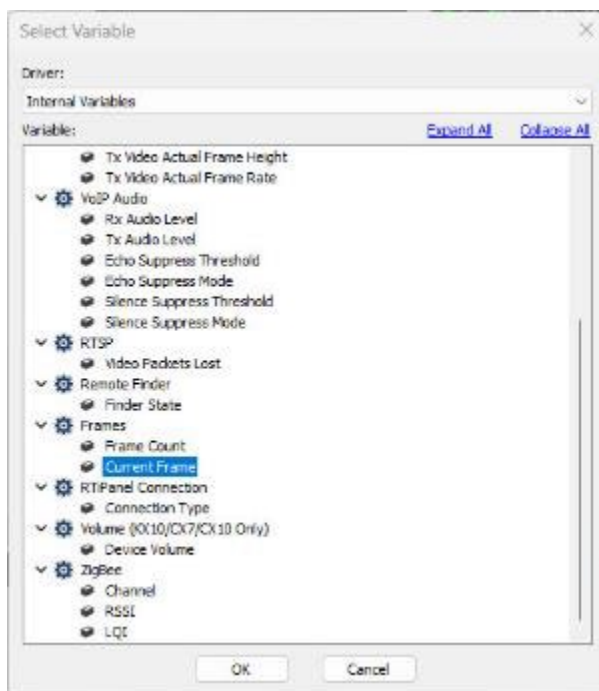 Select Variable
Driver:
Internal Variables
Variable:
Expand All
Collapse All
Tx Video Actual Frame Height
Tx Video Actual Frame Rate
VoIP Audio
Rx Audio Level
Tx Audio Level
Echo Suppress Threshold
Echo Suppress Mode
Silence Suppress Threshold
Silence Suppress Mode
RTSP
Video Packets Lost
Remote Finder
Finder State
Frames
Frame Count
Current Frame
RTiPanel Connection
Connection Type
Volume (KX10/CX7/CX10 Only)
Device Volume
ZigBee
Channel
RSSI
LQI
OK
Cancel